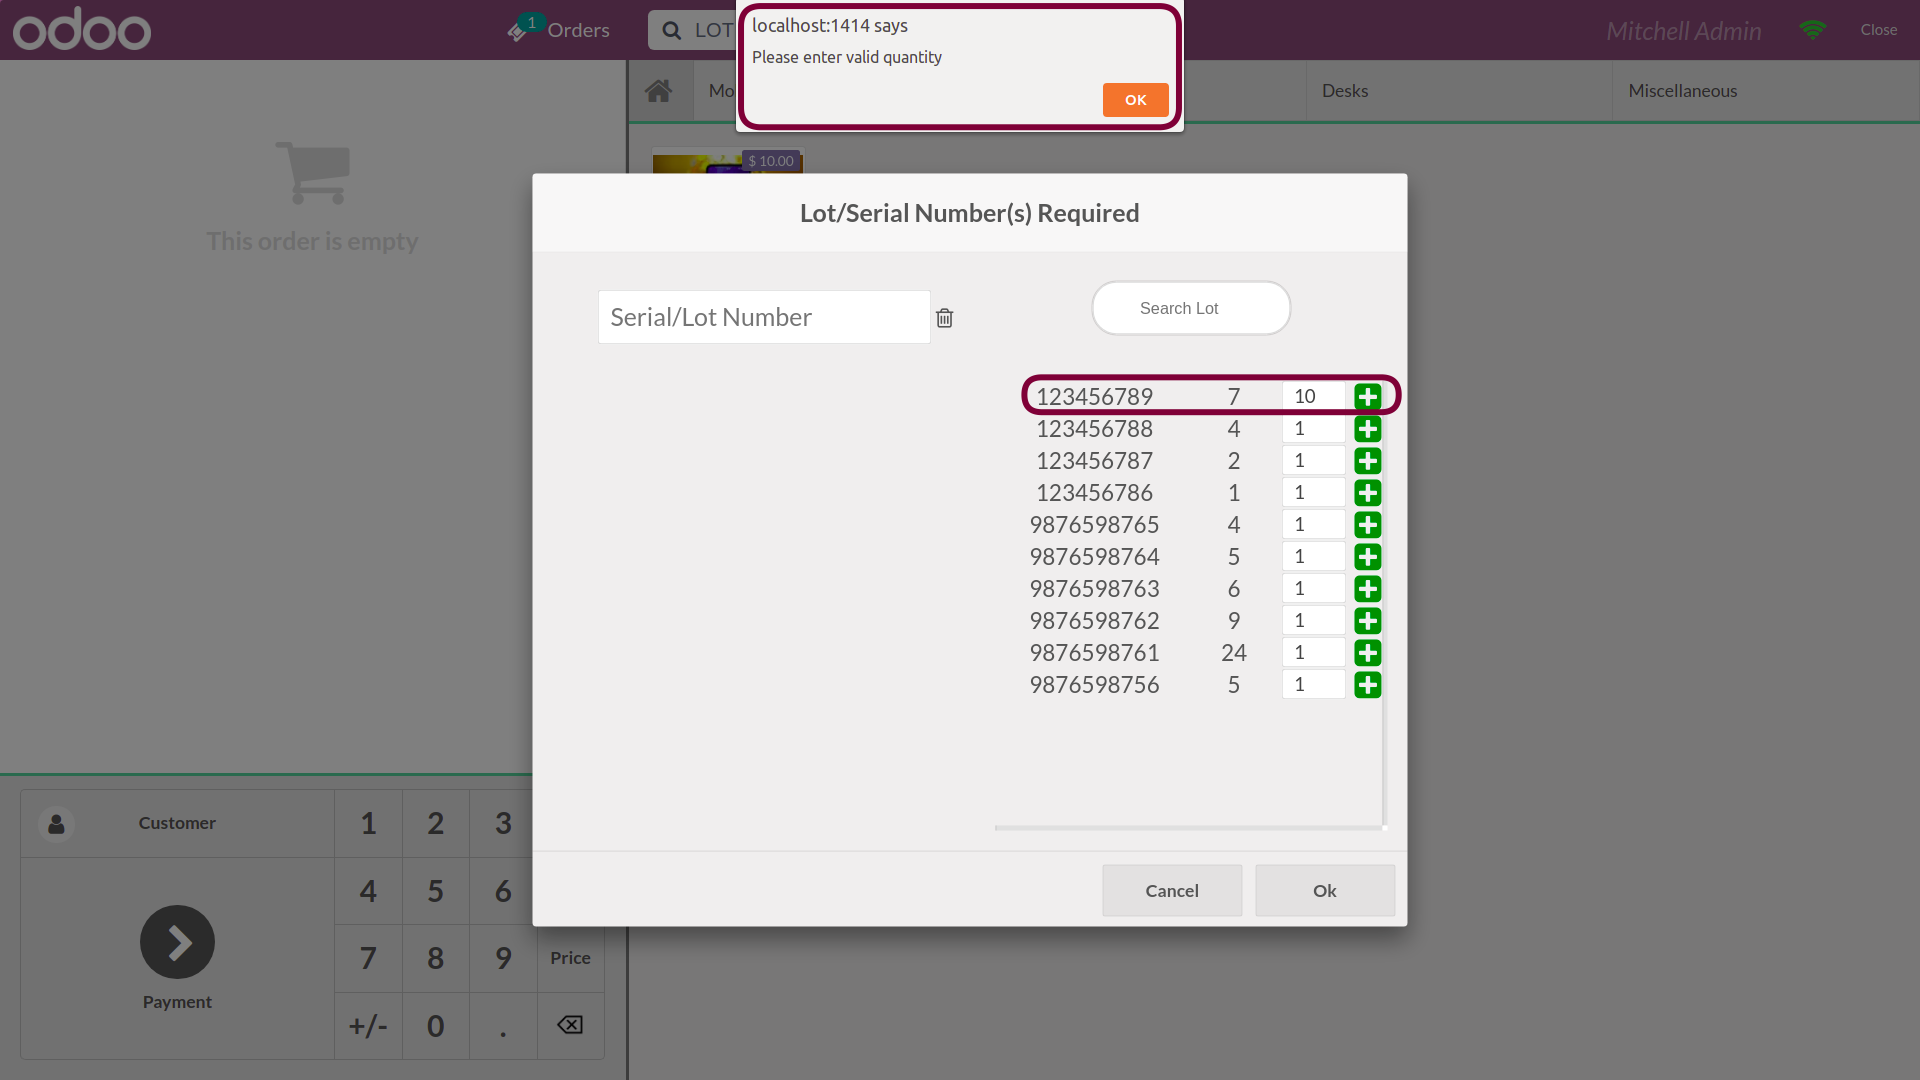 odoo
1
Orders
LOT
Mitchell Admin
Close
localhost:1414 says
Please enter valid quantity
OK
Desks
Miscellaneous
$ 10.00
This order is empty
Lot/Serial Number(s) Required
Serial/Lot Number
Search Lot
123456789 7 10
123456788 4 1
123456787 2 1
123456786 1 1
9876598765 4 1
9876598764 5 1
9876598763 6 1
9876598762 9 1
9876598761 24 1
9876598756 5 1
Cancel
Ok
Customer
1 2 3
4 5 6
7 8 9 Price
+/- 0 .
Payment